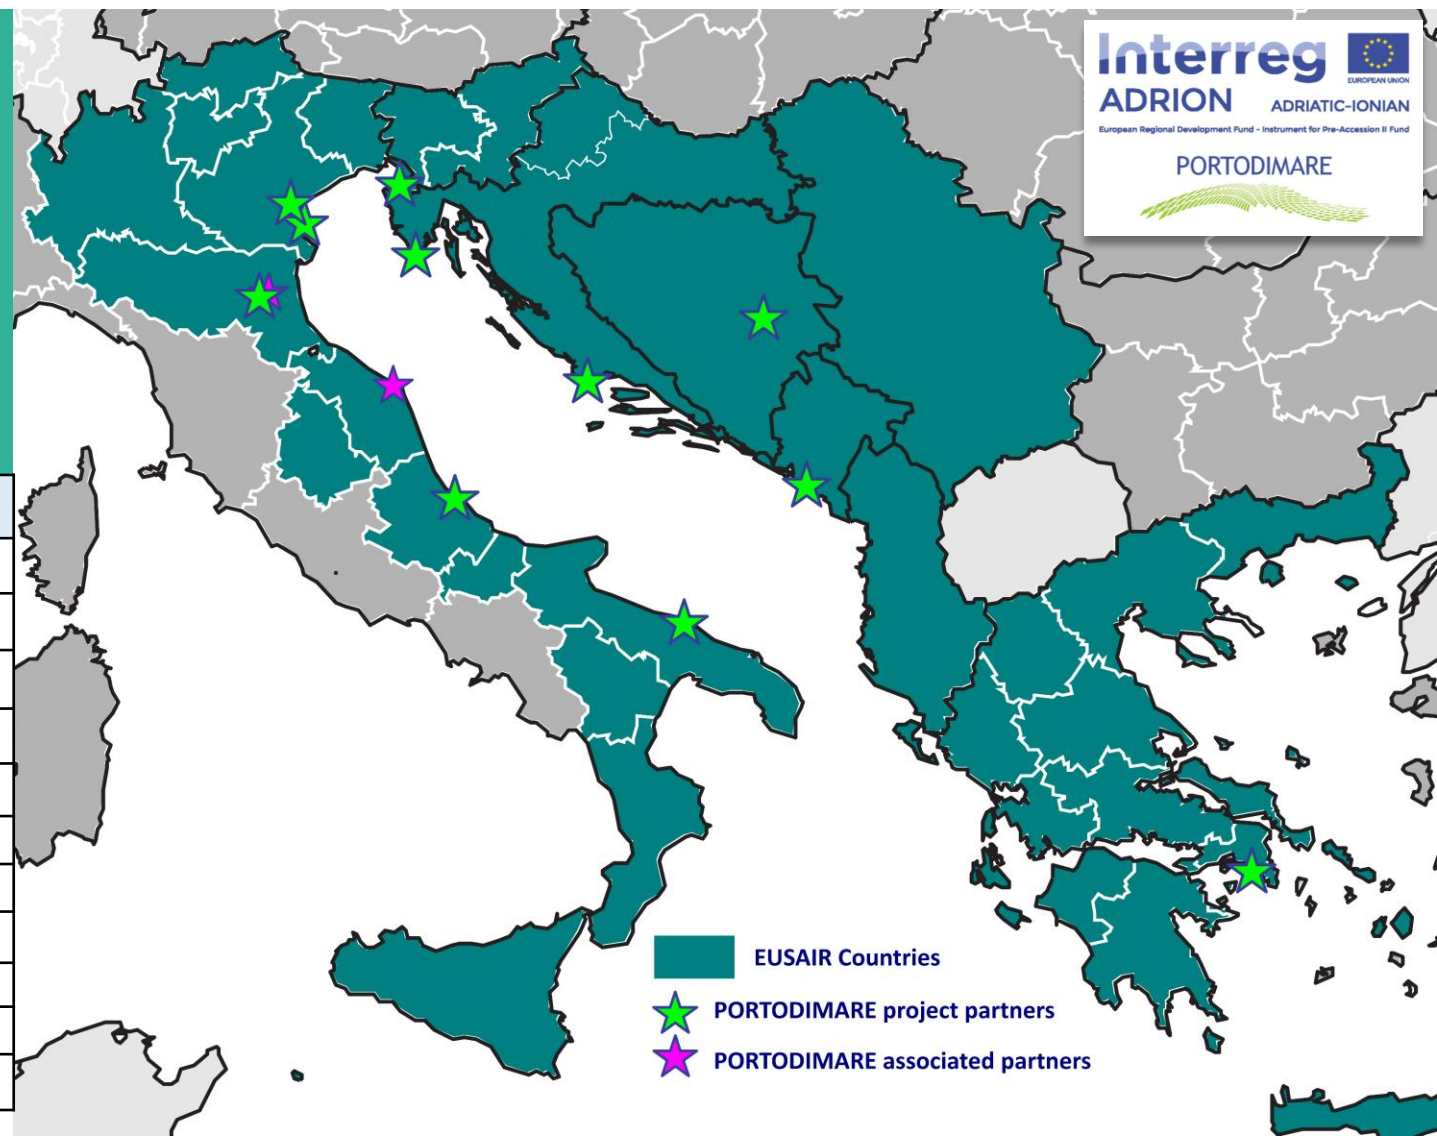 Interreg
EUROPEAN UNION
ADRION ADRIATIC-IONIAN
European Regional Development Fund - Instrument for Pre-Accession II Fund
PORTODIMARE
EUSAIR Countries
PORTODIMARE project partners
PORTODIMARE associated partners